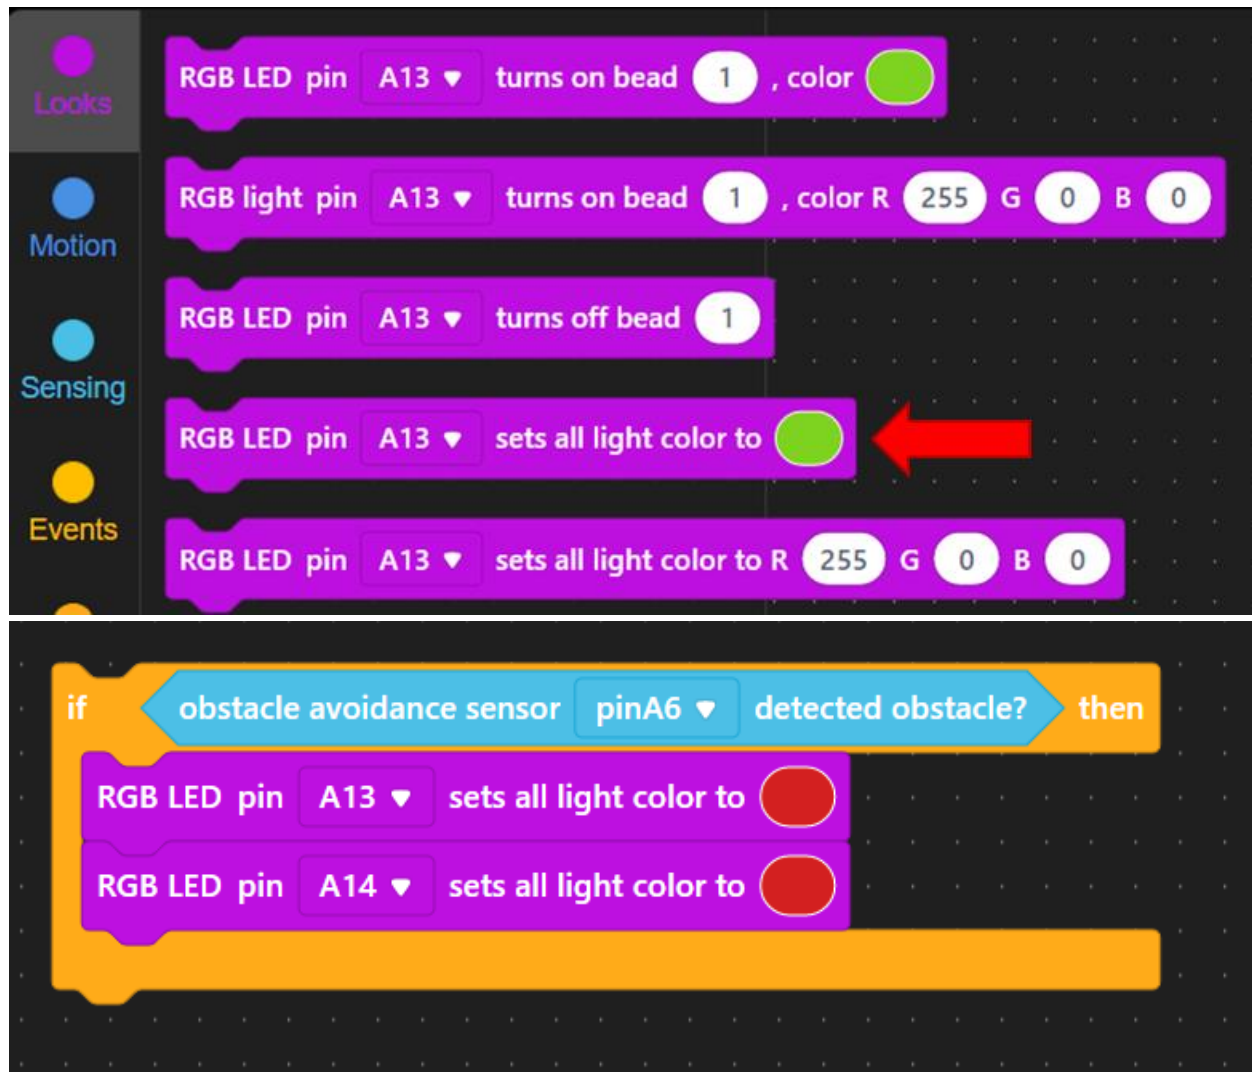 Looks
Motion
Sensing
Events
RGB LED pin A13 turns on bead 1 , color
RGB light pin A13 turns on bead 1 , color R 255 G 0 B 0
RGB LED pin A13 turns off bead 1
RGB LED pin A13 sets all light color to
RGB LED pin A13 sets all light color to R 255 G 0 B 0
if obstacle avoidance sensor pinA6 detected obstacle? then
RGB LED pin A13 sets all light color to
RGB LED pin A14 sets all light color to